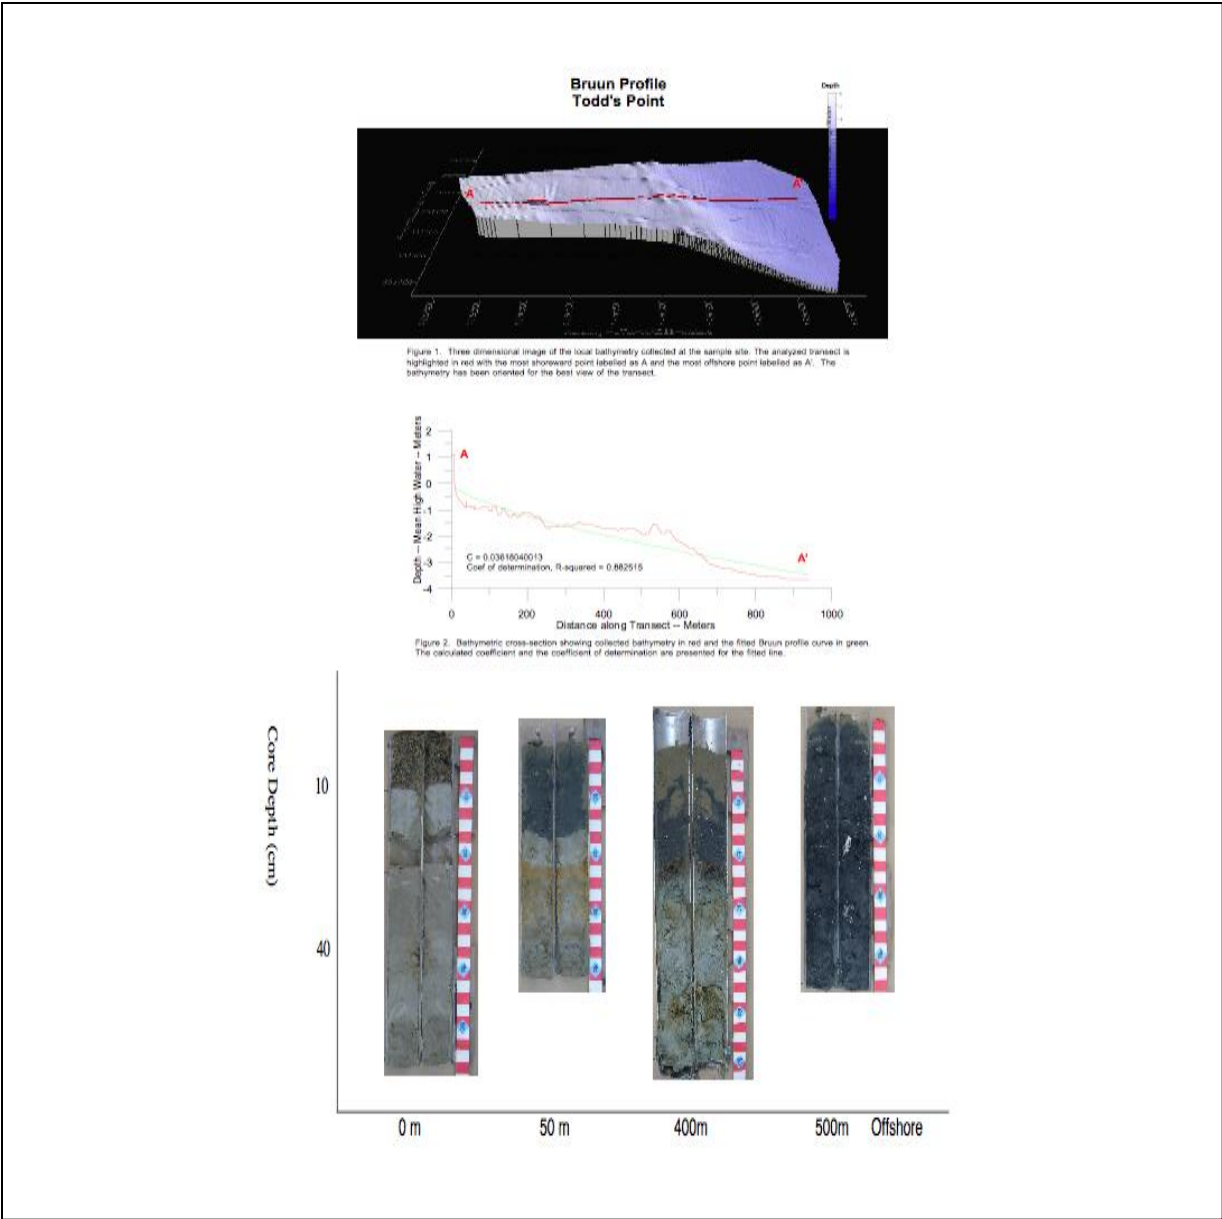 Bruun Profile
Todd's Point
Depth
A
A'
Figure 1. Three dimensional image of the local bathymetry collected at the sample site. The analyzed transect is
highlighted in red with the most shoreward point labelled as A and the most offshore point labelled as A'. The
bathymetry has been oriented for the best view of the transect.
Depth -- Mean High Water -- Meters
2
1
0
-1
-2
-3
-4
A
A'
C = 0.03618040013
Coef of determination, R-squared = 0.882515
0
200
400
600
800
1000
Distance along Transect -- Meters
Figure 2. Bathymetric cross-section showing collected bathymetry in red and the fitted Bruun profile curve in green.
The calculated coefficient and the coefficient of determination are presented for the fitted line.
Core Depth (cm)
10
40
0 m
50 m
400m
500m
Offshore